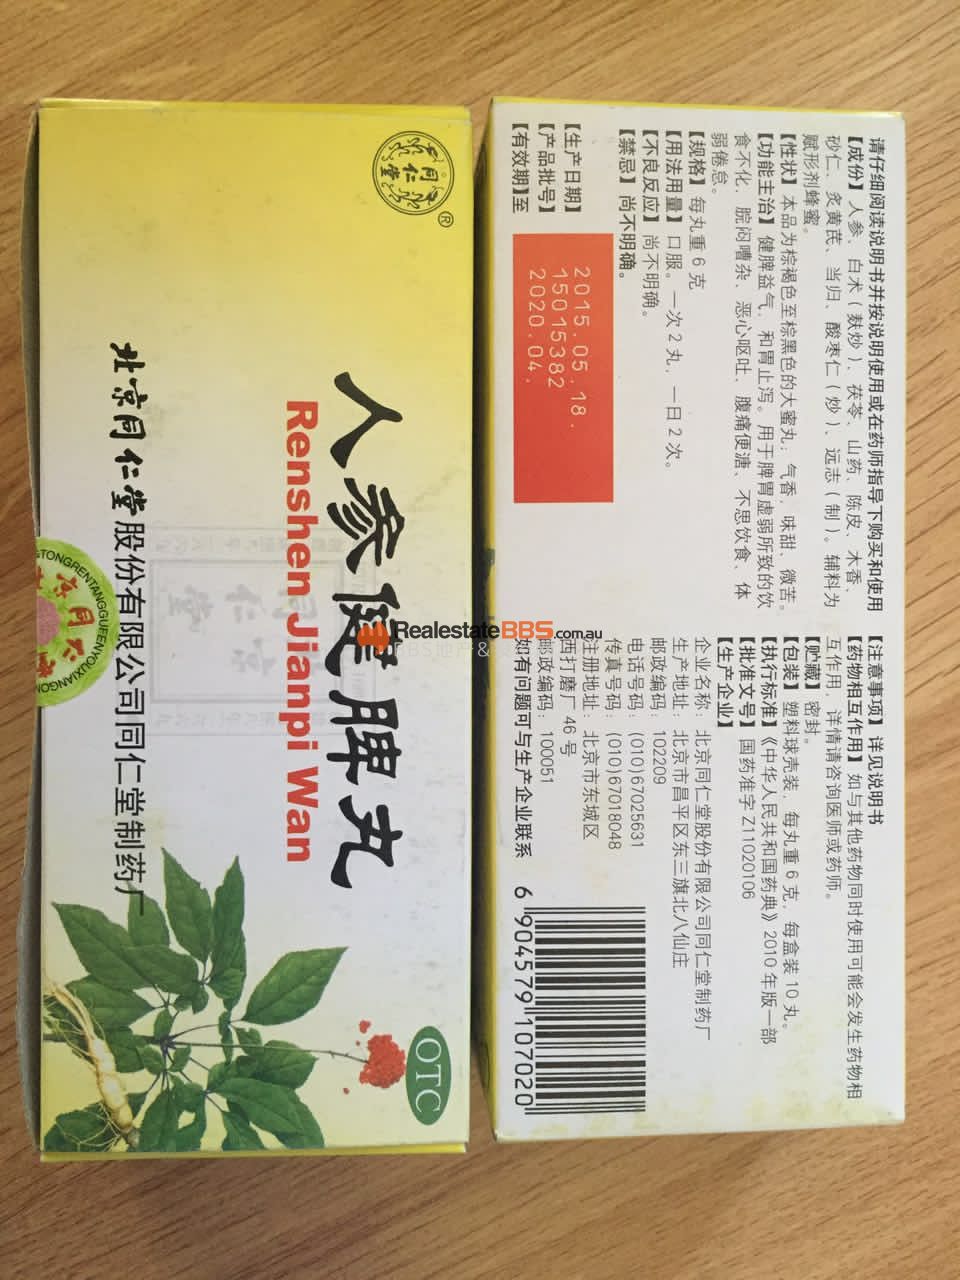 同仁堂
®
人参健脾丸
Renshen Jianpi Wan
北京同仁堂股份有限公司同仁堂制药厂
OTC
请仔细阅读说明书并按说明使用或在药师指导下购买和使用
【成份】人参、白术（麸炒）、茯苓、山药、陈皮、木香、
砂仁、炙黄芪、当归、酸枣仁（炒）、远志（制）。辅料为
赋形剂蜂蜜。
【性状】本品为棕褐色至棕黑色的大蜜丸；气香，味甜、微苦。
【功能主治】健脾益气，和胃止泻。用于脾胃虚弱所致的饮
食不化、脘闷嘈杂、恶心呕吐、腹痛便溏、不思饮食、体
弱倦怠。
【规格】每丸重6克
【用法用量】口服。一次2丸，一日2次。
【不良反应】尚不明确。
【禁忌】尚不明确。
【生产日期】 2015.05.18.
【产品批号】 15015382
【有效期】至 2020.04.
【注意事项】详见说明书
【药物相互作用】如与其他药物同时使用可能会发生药物相
互作用，详情请咨询医师或药师。
【贮藏】密封。
【包装】塑料球壳装，每丸重6克，每盒装10丸。
【执行标准】《中华人民共和国药典》2010年版一部
【批准文号】国药准字Z11020106
【生产企业】
企业名称：北京同仁堂股份有限公司同仁堂制药厂
生产地址：北京市昌平区东三旗北八仙庄
邮政编码：102209
电话号码：(010)67025631
传真号码：(010)67018048
注册地址：北京市东城区
西打磨厂46号
邮政编码：100051
如有问题可与生产企业联系
6 904579 107020
RealestateBBS.com.au